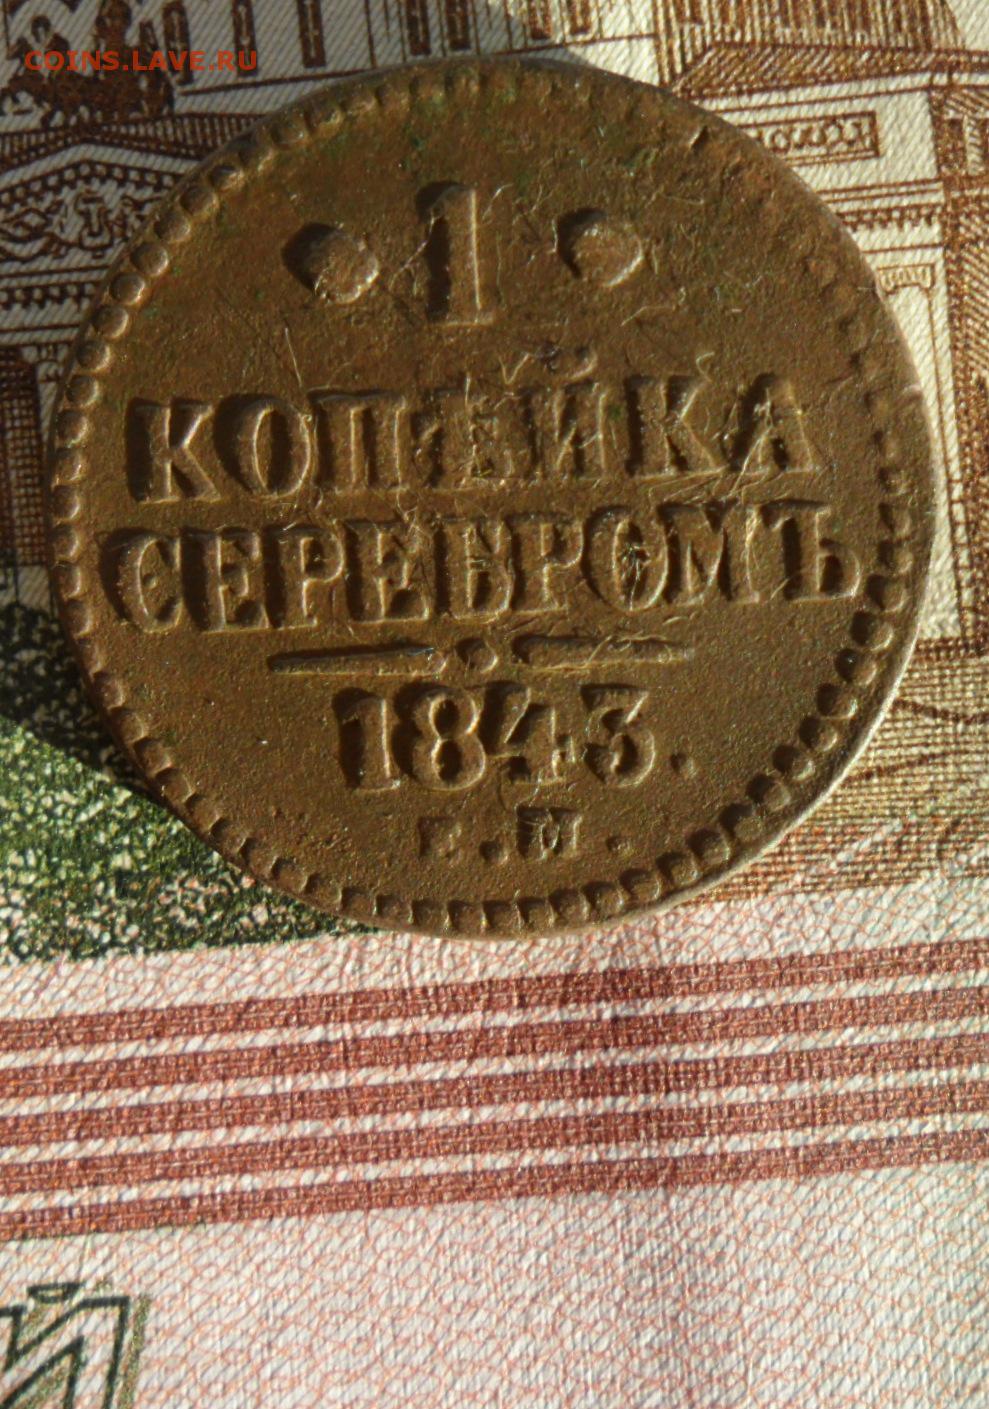 COINS.LAVE.RU
1
КОПЕЙКА
СЕРЕБРОМЪ
1843.
Е.М.